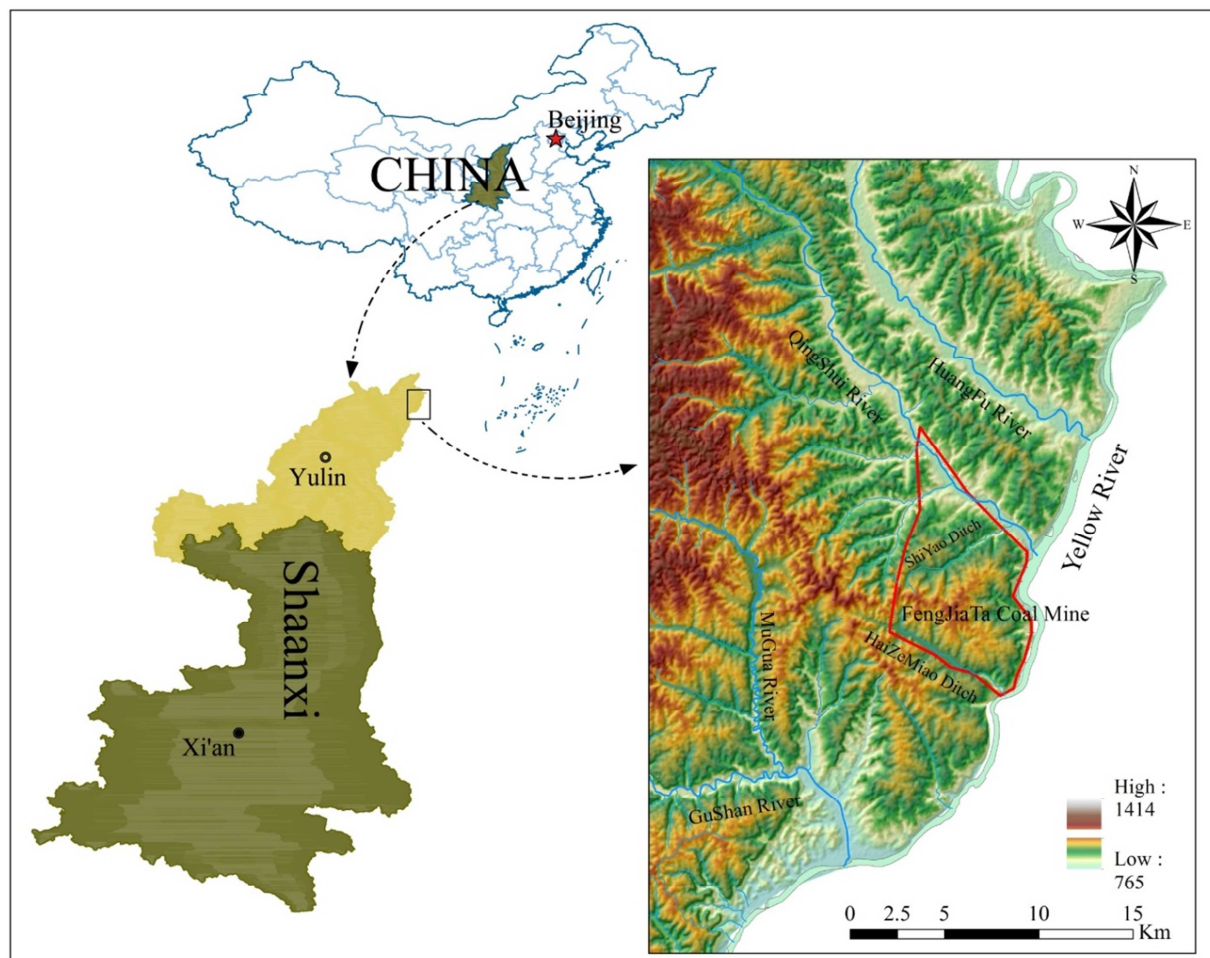 Beijing
CHINA
N
W
E
S
QingShui River
HuangFu River
Yulin
Yellow River
ShiYao Ditch
Shaanxi
FengJiaTa Coal Mine
MuGua River
HaiZeMiao Ditch
Xi'an
GuShan River
High :
1414
Low :
765
0 2.5 5 10 15
Km